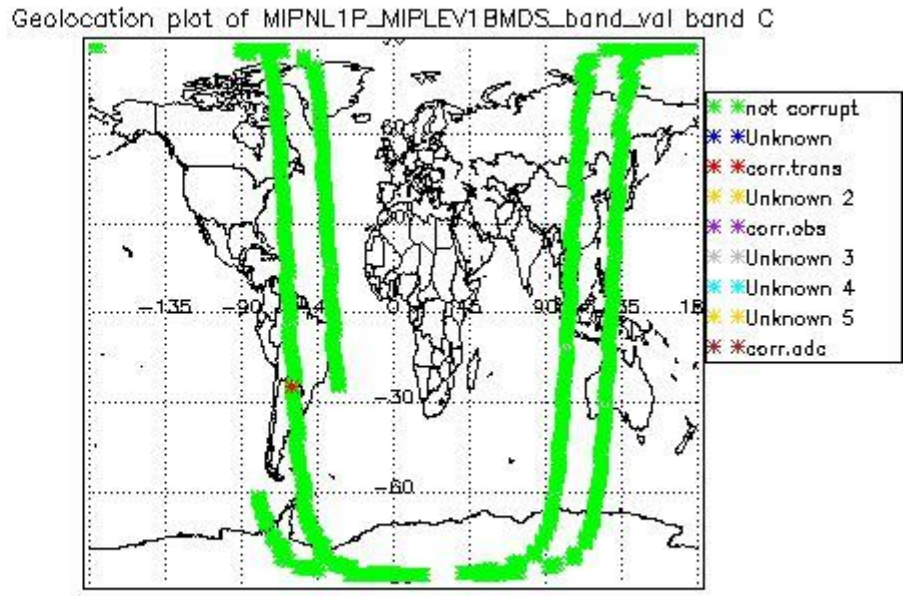 Geolocation plot of MIPNL1P_MIPLEV1BMDS_band_val band C
not corrupt
Unknown
corr.trans
Unknown 2
corr.obs
Unknown 3
Unknown 4
Unknown 5
corr.adc
-135 -90 0 45 90
-30
-60